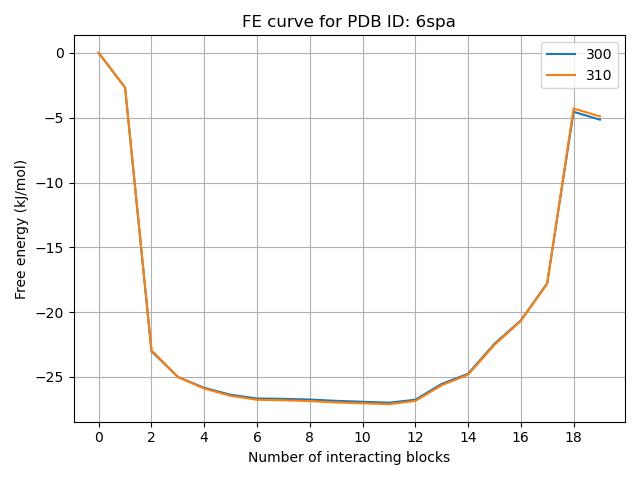 FE curve for PDB ID: 6spa
300
310
0
−5
−10
−15
−20
−25
Free energy (kJ/mol)
0 2 4 6 8 10 12 14 16 18
Number of interacting blocks